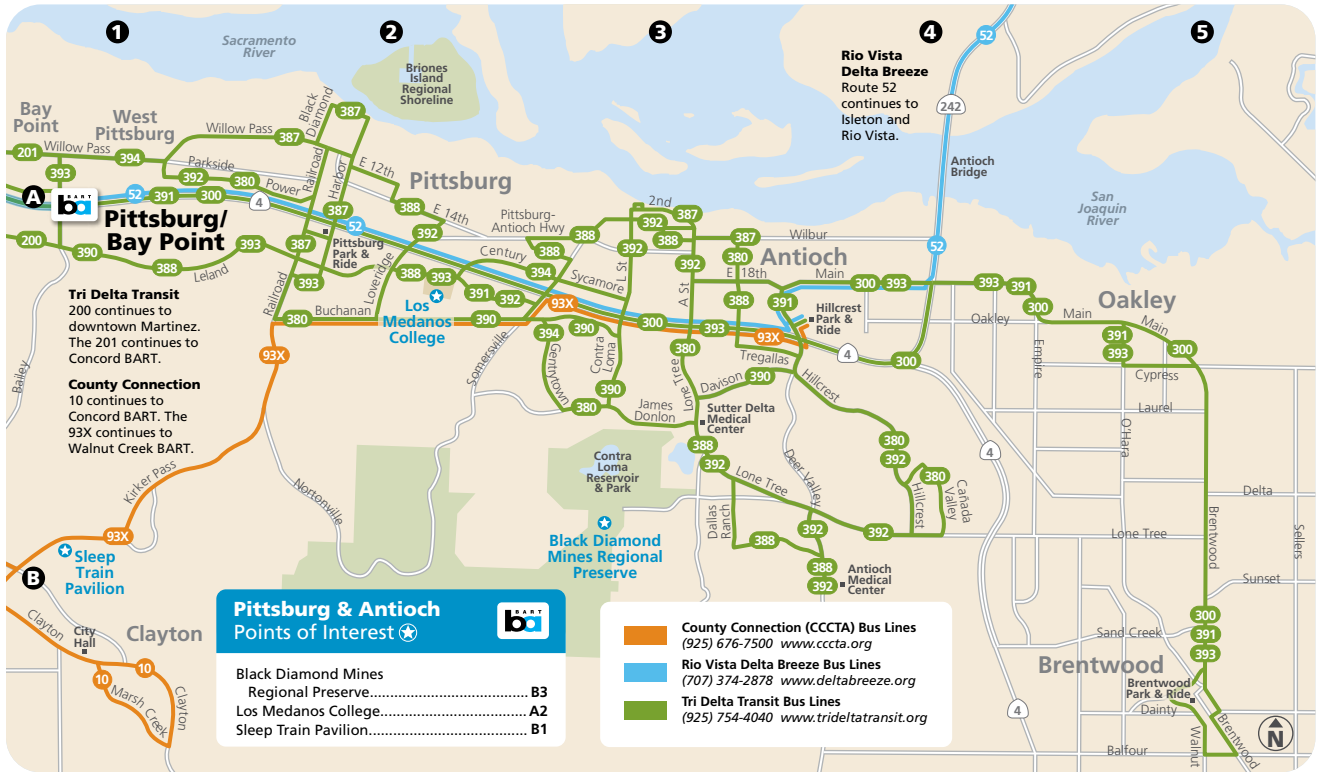 1
2
3
4
5
A
B
Sacramento
River
Briones
Island
Regional
Shoreline
Rio Vista
Delta Breeze
Route 52
continues to
Isleton and
Rio Vista.
52
242
Antioch
Bridge
San
Joaquin
River
Bay
Point
West
Pittsburg
Willow Pass
387
Black
Diamond
387
201
Willow Pass
394
393
Parkside
392
380
Power
Railroad
Harbor
E 12th
Pittsburg
BART
ba
52
391
300
4
387
52
388
E 14th
392
Pittsburgh/
Bay Point
200
390
388
Leland
393
387
393
Pittsburg
Park &
Ride
Loveridge
388
393
391
392
Century
394
388
388
Pittsburg-
Antioch Hwy
Sycamore
2nd
392
387
388
392
L St
392
A St
387
380
Wilbur
Antioch
E 18th
Main
388
391
300
393
52
393
391
300
Oakley
Main
Main
Oakley
Hillcrest
Park &
Ride
Los
Medanos
College
Railroad
380
Buchanan
390
93X
93X
300
393
93X
4
300
Empire
391
393
300
Cypress
Laurel
O'Hara
Tri Delta Transit
200 continues to
downtown Martinez.
The 201 continues to
Concord BART.
County Connection
10 continues to
Concord BART. The
93X continues to
Walnut Creek BART.
Bailey
Somersville
394
390
Gentrytown
Contra
Loma
390
380
James
Donlon
380
Lone Tree
Tregallas
Davison
390
Hillcrest
Sutter Delta
Medical
Center
388
392
Lone Tree
Deer Valley
380
392
380
Hillcrest
Cañada
Valley
4
Kirker Pass
Nortonville
Contra
Loma
Reservoir
& Park
Dallas
Ranch
388
392
392
388
392
Antioch
Medical
Center
Delta
Lone Tree
Brentwood
Sellers
Sunset
93X
Sleep
Train
Pavilion
Black Diamond
Mines Regional
Preserve
Clayton
City
Hall
Clayton
10
10
Marsh Creek
Clayton
Pittsburg & Antioch
Points of Interest
BART
ba
Black Diamond Mines
Regional Preserve................................. B3
Los Medanos College............................... A2
Sleep Train Pavilion.................................. B1
County Connection (CCCTA) Bus Lines
(925) 676-7500 www.cccta.org
Rio Vista Delta Breeze Bus Lines
(707) 374-2878 www.deltabreeze.org
Tri Delta Transit Bus Lines
(925) 754-4040 www.trideltatransit.org
300
391
393
Sand Creek
Brentwood
Brentwood
Park & Ride
Dainty
Walnut
Brentwood
4
Balfour
N